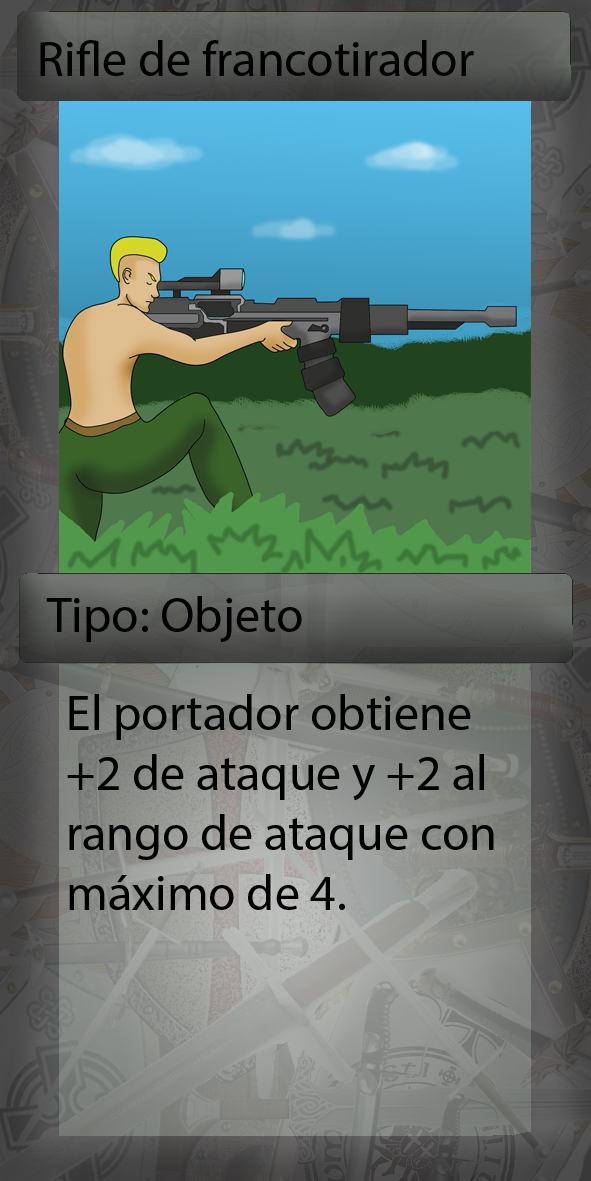 Rifle de francotirador
Tipo: Objeto
El portador obtiene
+2 de ataque y +2 al
rango de ataque con
máximo de 4.